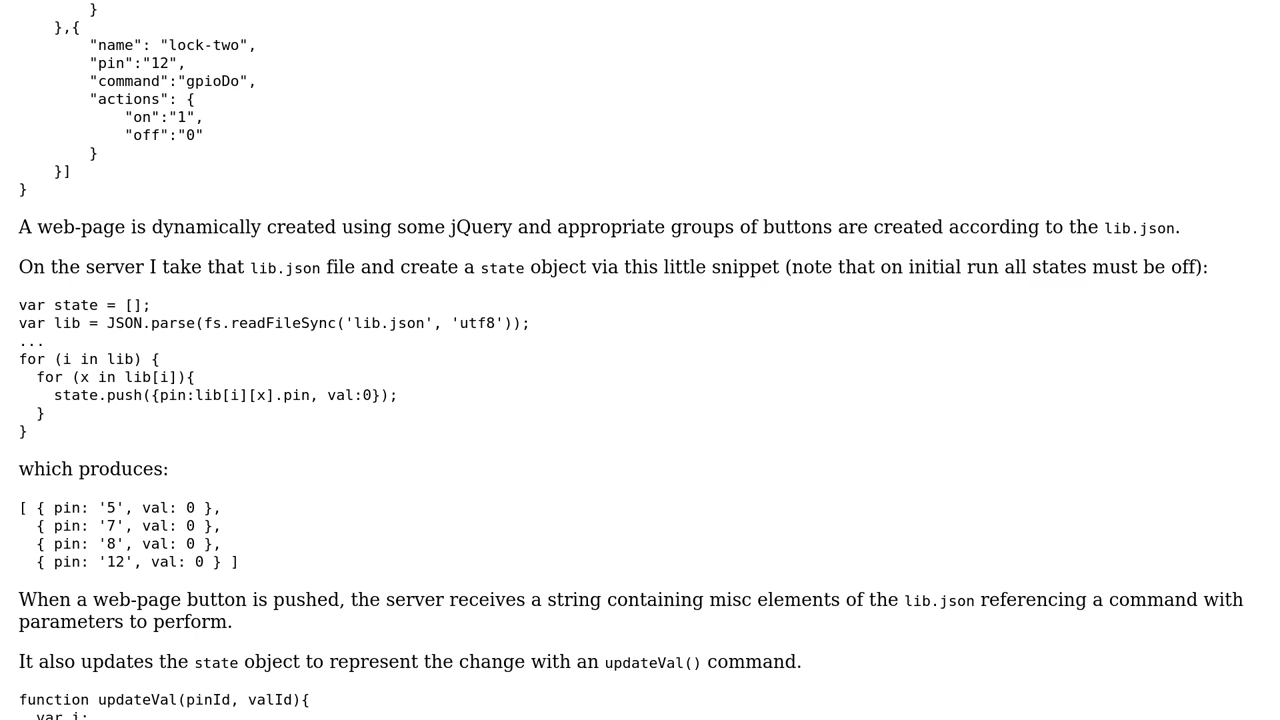 }
    },{
        "name": "lock-two",
        "pin":"12",
        "command":"gpioDo",
        "actions": {
            "on":"1",
            "off":"0"
        }
    }]
}
A web-page is dynamically created using some jQuery and appropriate groups of buttons are created according to the lib.json.
On the server I take that lib.json file and create a state object via this little snippet (note that on initial run all states must be off):
var state = [];
var lib = JSON.parse(fs.readFileSync('lib.json', 'utf8'));
...
for (i in lib) {
  for (x in lib[i]){
    state.push({pin:lib[i][x].pin, val:0});
  }
}
which produces:
[ { pin: '5', val: 0 },
  { pin: '7', val: 0 },
  { pin: '8', val: 0 },
  { pin: '12', val: 0 } ]
When a web-page button is pushed, the server receives a string containing misc elements of the lib.json referencing a command with
parameters to perform.
It also updates the state object to represent the change with an updateVal() command.
function updateVal(pinId, valId){
  var i;